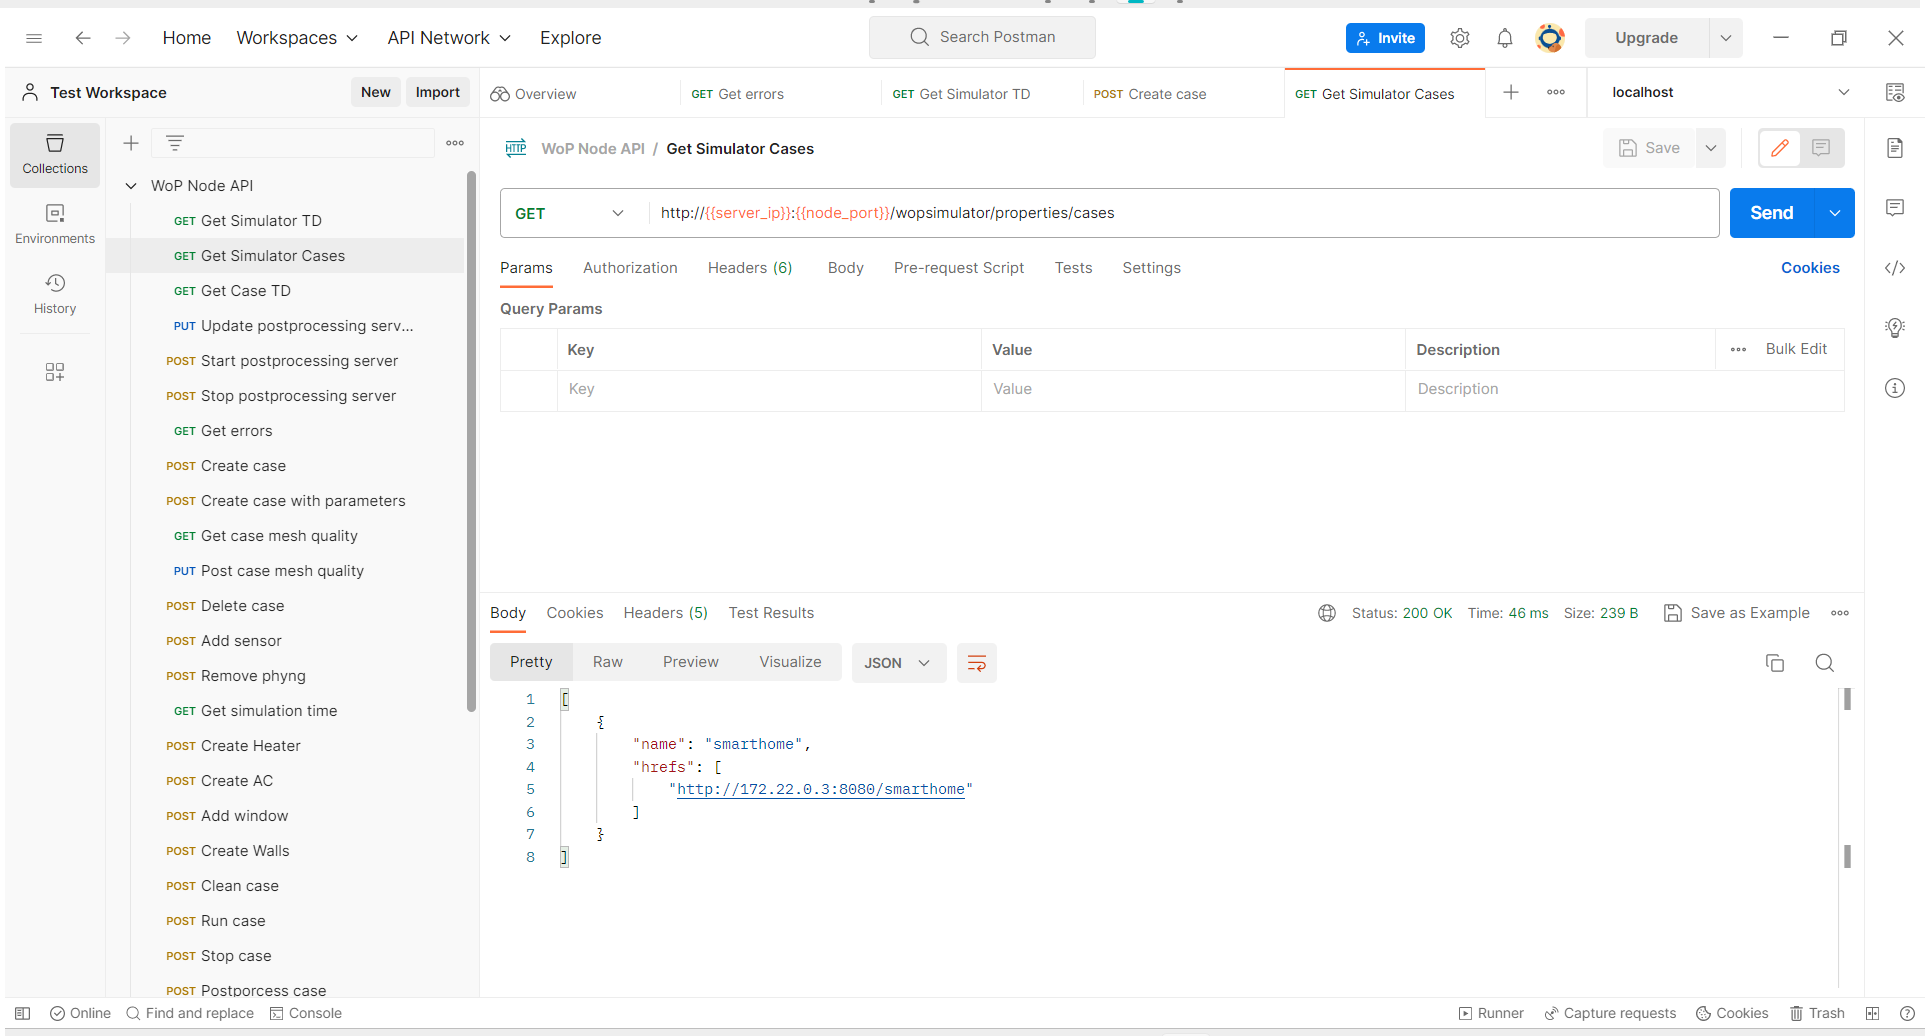 Home Workspaces API Network Explore Search Postman Invite Upgrade
Test Workspace New Import Overview GET Get errors GET Get Simulator TD POST Create case GET Get Simulator Cases localhost
Collections
Environments
History
WoP Node API
GET Get Simulator TD
GET Get Simulator Cases
GET Get Case TD
PUT Update postprocessing serv...
POST Start postprocessing server
POST Stop postprocessing server
GET Get errors
POST Create case
POST Create case with parameters
GET Get case mesh quality
PUT Post case mesh quality
POST Delete case
POST Add sensor
POST Remove phyng
GET Get simulation time
POST Create Heater
POST Create AC
POST Add window
POST Create Walls
POST Clean case
POST Run case
POST Stop case
POST Postporcess case
HTTP WoP Node API / Get Simulator Cases Save
GET http://{{server_ip}}:{{node_port}}/wopsimulator/properties/cases Send
Params Authorization Headers (6) Body Pre-request Script Tests Settings Cookies
Query Params
Key Value Description Bulk Edit
Key Value Description
Body Cookies Headers (5) Test Results Status: 200 OK Time: 46 ms Size: 239 B Save as Example
Pretty Raw Preview Visualize JSON
1 [
2 {
3 "name": "smarthome",
4 "hrefs": [
5 "http://172.22.0.3:8080/smarthome"
6 ]
7 }
8 ]
Online Find and replace Console Runner Capture requests Cookies Trash